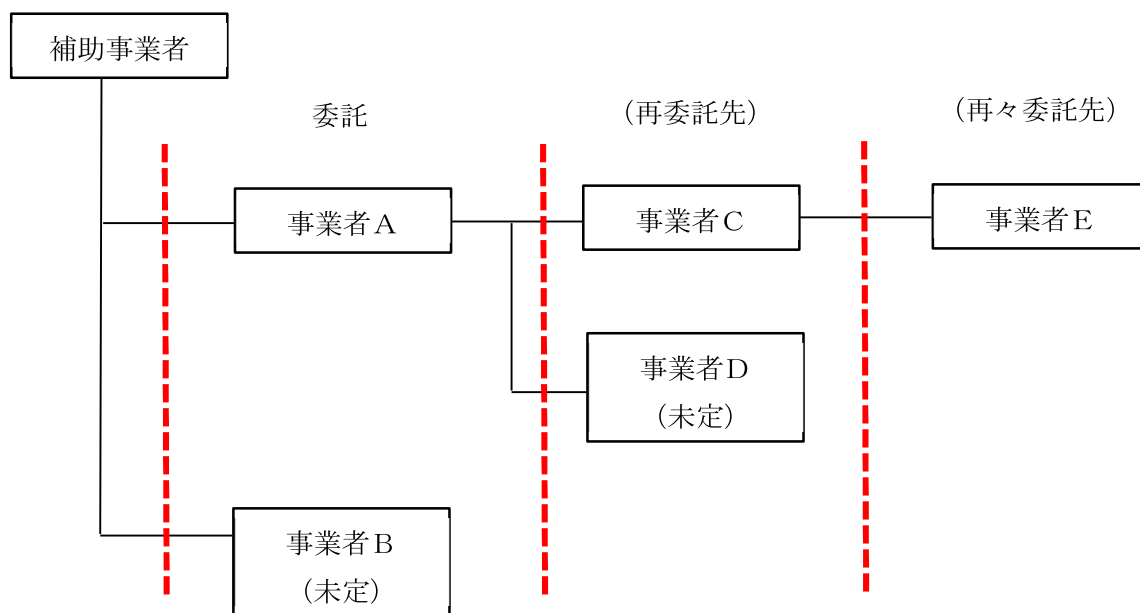 補助事業者
委託
（再委託先）
（再々委託先）
事業者Ａ
事業者Ｃ
事業者Ｅ
事業者Ｄ
（未定）
事業者Ｂ
（未定）